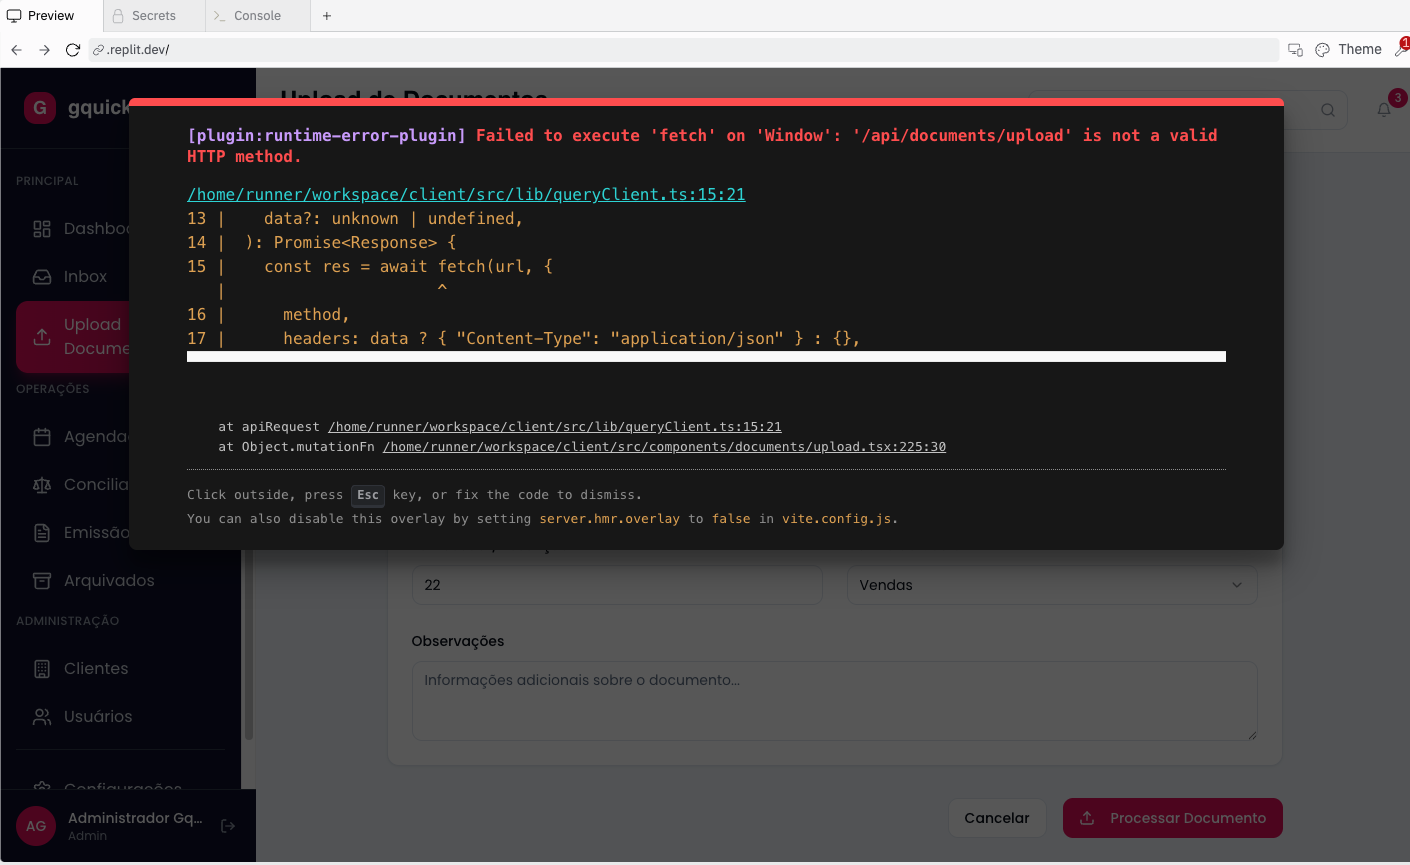 Preview
Secrets
Console
.replit.dev/
Theme
1
G gquick
3
[plugin:runtime-error-plugin] Failed to execute 'fetch' on 'Window': '/api/documents/upload' is not a valid
HTTP method.
/home/runner/workspace/client/src/lib/queryClient.ts:15:21
13 |    data?: unknown | undefined,
14 |  ): Promise<Response> {
15 |    const res = await fetch(url, {
   |                      ^
16 |      method,
17 |      headers: data ? { "Content-Type": "application/json" } : {},
at apiRequest /home/runner/workspace/client/src/lib/queryClient.ts:15:21
at Object.mutationFn /home/runner/workspace/client/src/components/documents/upload.tsx:225:30
Click outside, press Esc key, or fix the code to dismiss.
You can also disable this overlay by setting server.hmr.overlay to false in vite.config.js.
PRINCIPAL
Dashbo
Inbox
Upload
Docume
OPERAÇÕES
Agenda
Concilia
Emissão
Arquivados
ADMINISTRAÇÃO
Clientes
Usuários
Configurações
AG
Administrador Gq...
Admin
Upload de Documentos
22
Vendas
Observações
Informações adicionais sobre o documento...
Cancelar
Processar Documento